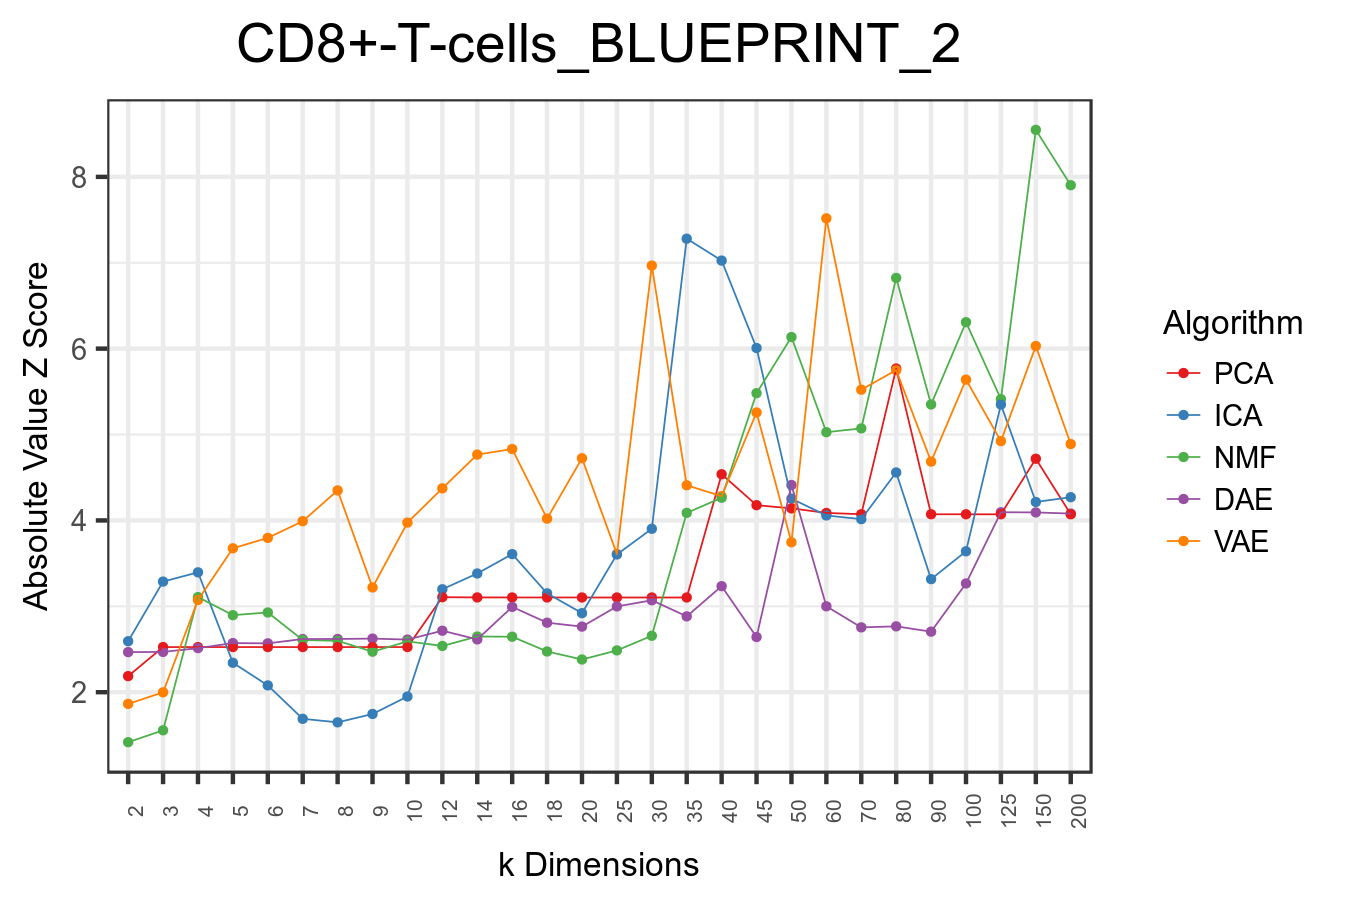 CD8+-T-cells_BLUEPRINT_2
Absolute Value Z Score
8
6
4
2
2 3 4 5 6 7 8 9 10 12 14 16 18 20 25 30 35 40 45 50 60 70 80 90 100 125 150 200
k Dimensions
Algorithm
PCA
ICA
NMF
DAE
VAE